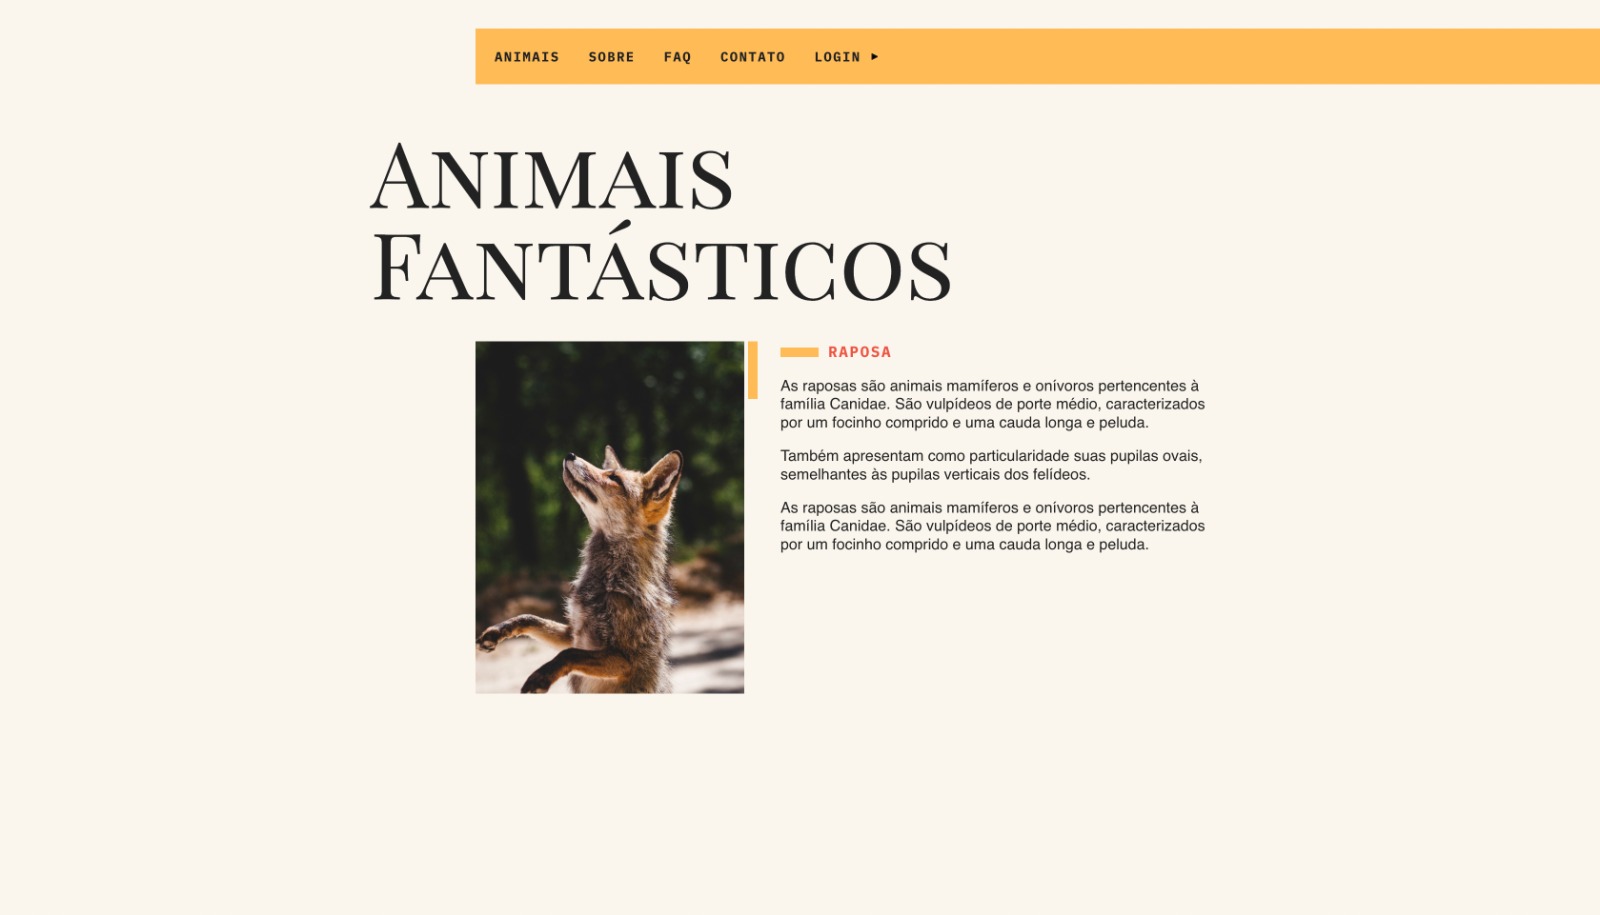 ANIMAIS SOBRE FAQ CONTATO LOGIN ▸
ANIMAIS
FANTÁSTICOS
RAPOSA
As raposas são animais mamíferos e onívoros pertencentes à
família Canidae. São vulpídeos de porte médio, caracterizados
por um focinho comprido e uma cauda longa e peluda.
Também apresentam como particularidade suas pupilas ovais,
semelhantes às pupilas verticais dos felídeos.
As raposas são animais mamíferos e onívoros pertencentes à
família Canidae. São vulpídeos de porte médio, caracterizados
por um focinho comprido e uma cauda longa e peluda.